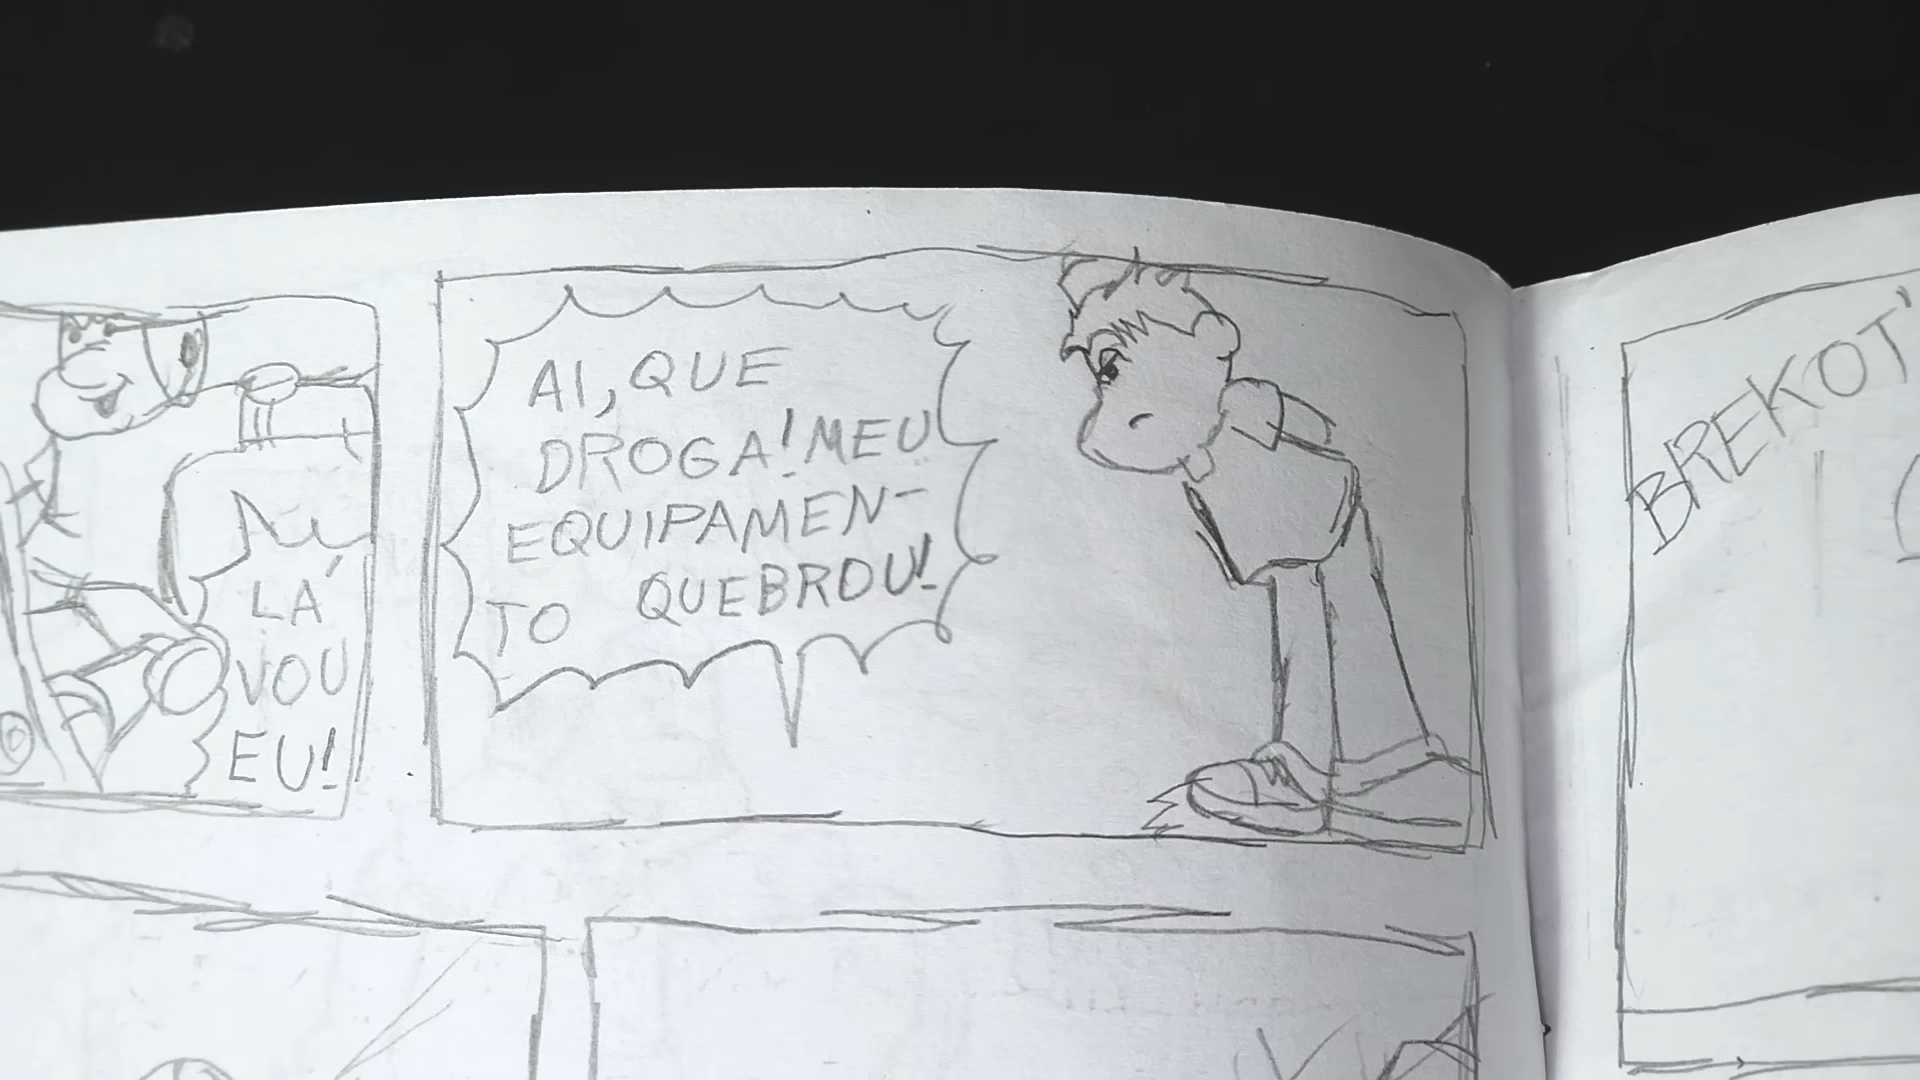 LÁ
VOU
EU!
AI, QUE
DROGA! MEU
EQUIPAMEN-
TO QUEBROU!
BREKOT'